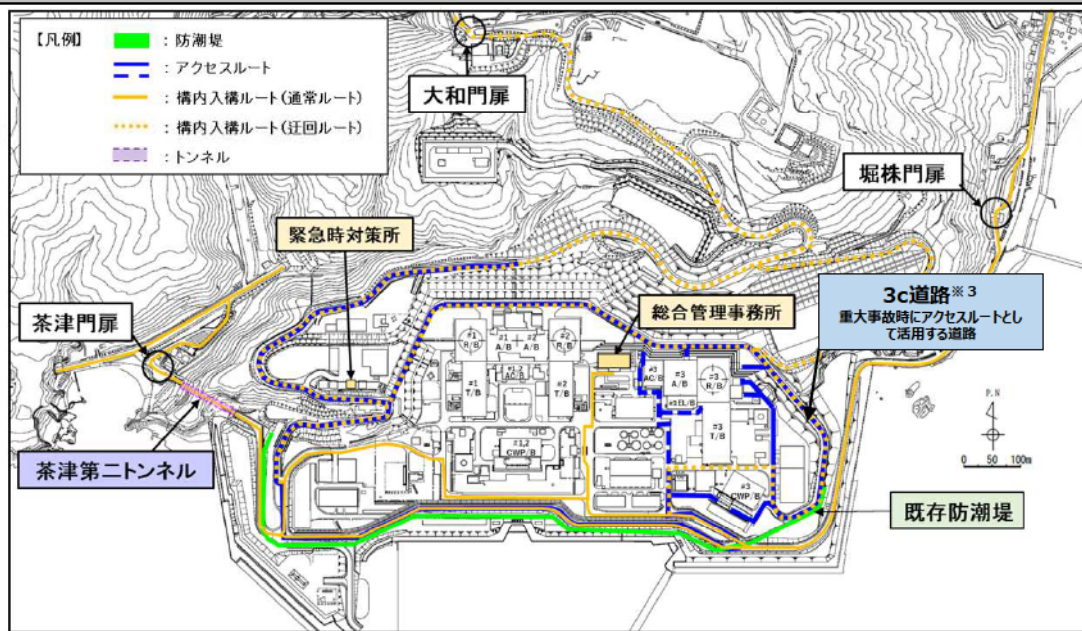 【凡例】
：防潮堤
：アクセスルート
：構内入構ルート（通常ルート）
：構内入構ルート（迂回ルート）
：トンネル
大和門扉
堀株門扉
緊急時対策所
3c道路※3
重大事故時にアクセスルートとし
て活用する道路
総合管理事務所
茶津門扉
#1
R/B
#1
A/B
#2
A/B
#2
R/B
#1,2
AC/B
#1
T/B
#2
T/B
#3
AC/B
#3
A/B
#3
R/B
#3
T/B
#1,2
CWP/B
#3
CWP/B
P.N
0 50 100m
茶津第二トンネル
既存防潮堤